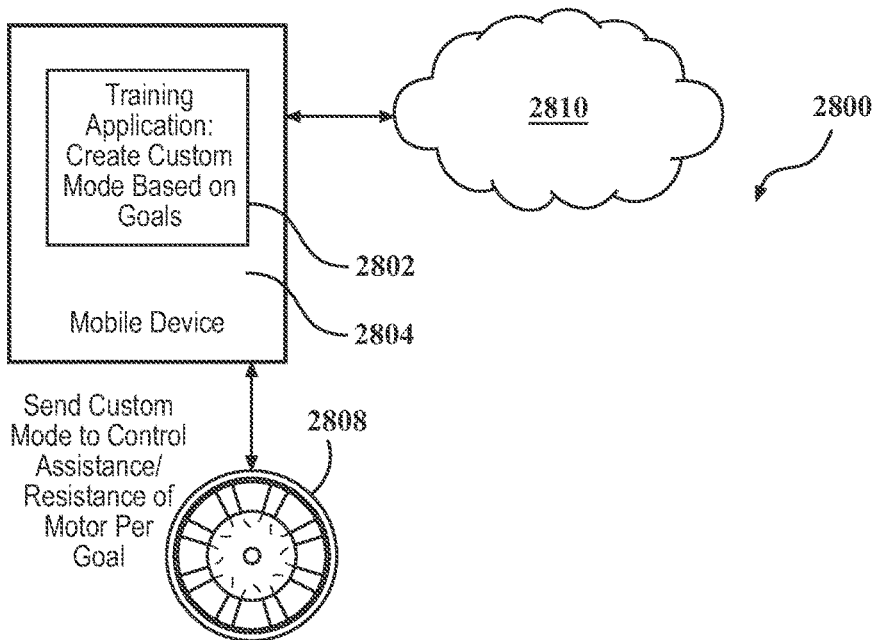 Training
Application:
Create Custom
Mode Based on
Goals
2802
Mobile Device
2804
2810
2800
Send Custom
Mode to Control
Assistance/
Resistance of
Motor Per
Goal
2808